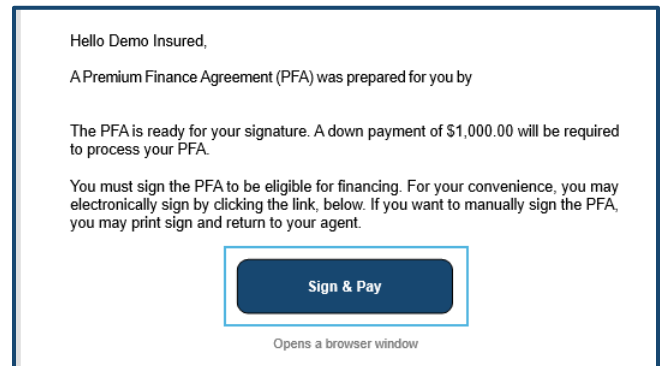 Hello Demo Insured,
A Premium Finance Agreement (PFA) was prepared for you by
The PFA is ready for your signature. A down payment of $1,000.00 will be required
to process your PFA.
You must sign the PFA to be eligible for financing. For your convenience, you may
electronically sign by clicking the link, below. If you want to manually sign the PFA,
you may print sign and return to your agent.
Sign & Pay
Opens a browser window